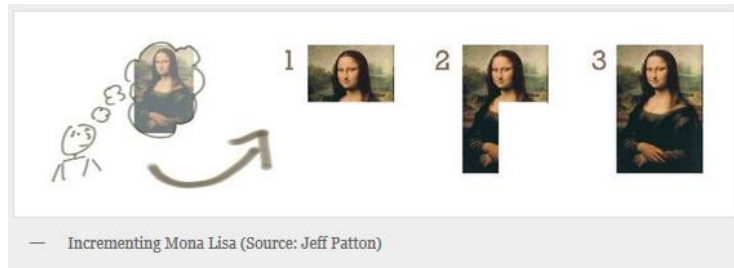 1 2 3
— Incrementing Mona Lisa (Source: Jeff Patton)